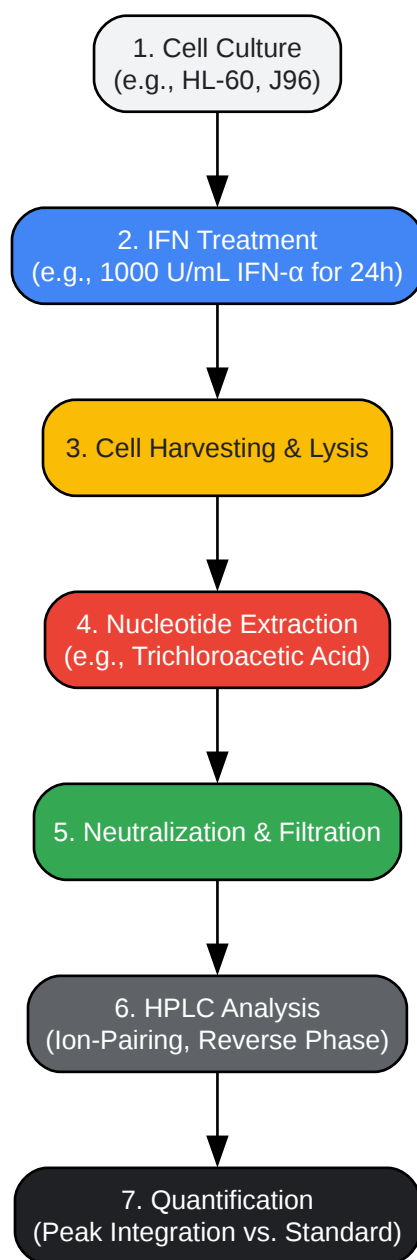 1. Cell Culture
(e.g., HL-60, J96)
2. IFN Treatment
(e.g., 1000 U/mL IFN-α for 24h)
3. Cell Harvesting & Lysis
4. Nucleotide Extraction
(e.g., Trichloroacetic Acid)
5. Neutralization & Filtration
6. HPLC Analysis
(Ion-Pairing, Reverse Phase)
7. Quantification
(Peak Integration vs. Standard)